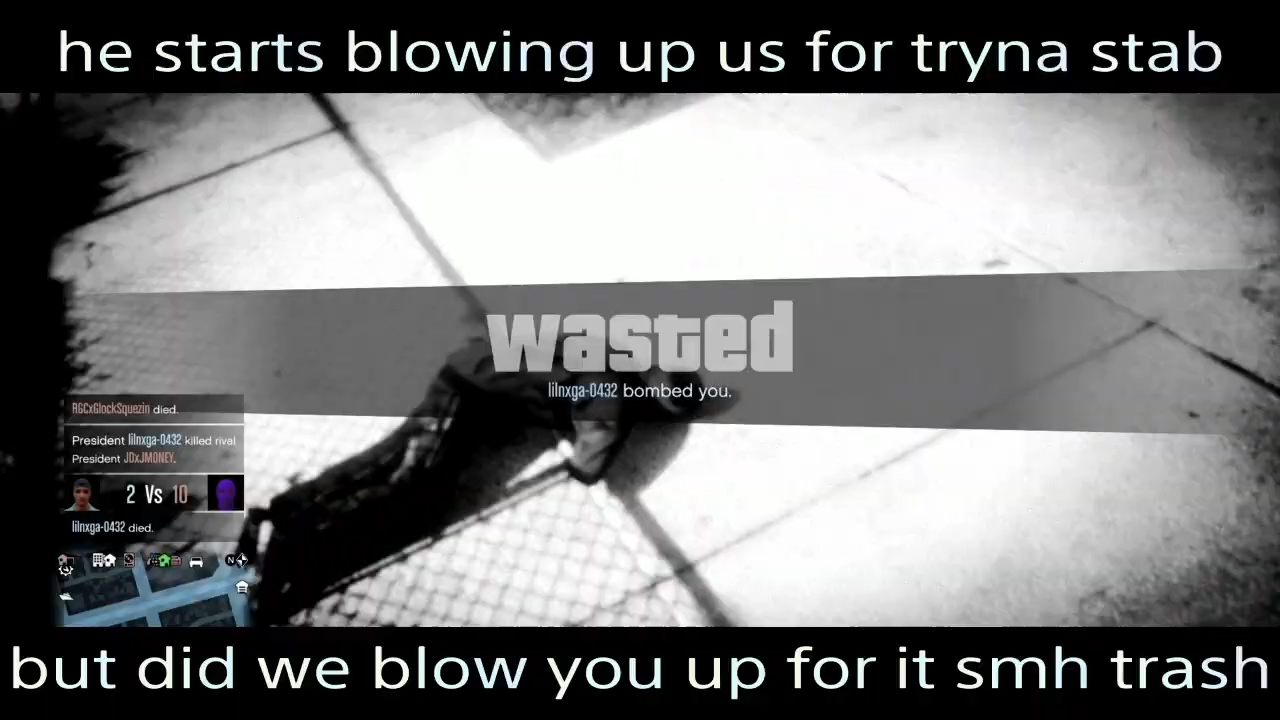 he starts blowing up us for tryna stab
wasted
lilnxga-0432 bombed you.
RGCxGlockSquezin died.
President lilnxga-0432 killed rival
President JDxJMONEY.
2 Vs 10
lilnxga-0432 died.
N
but did we blow you up for it smh trash